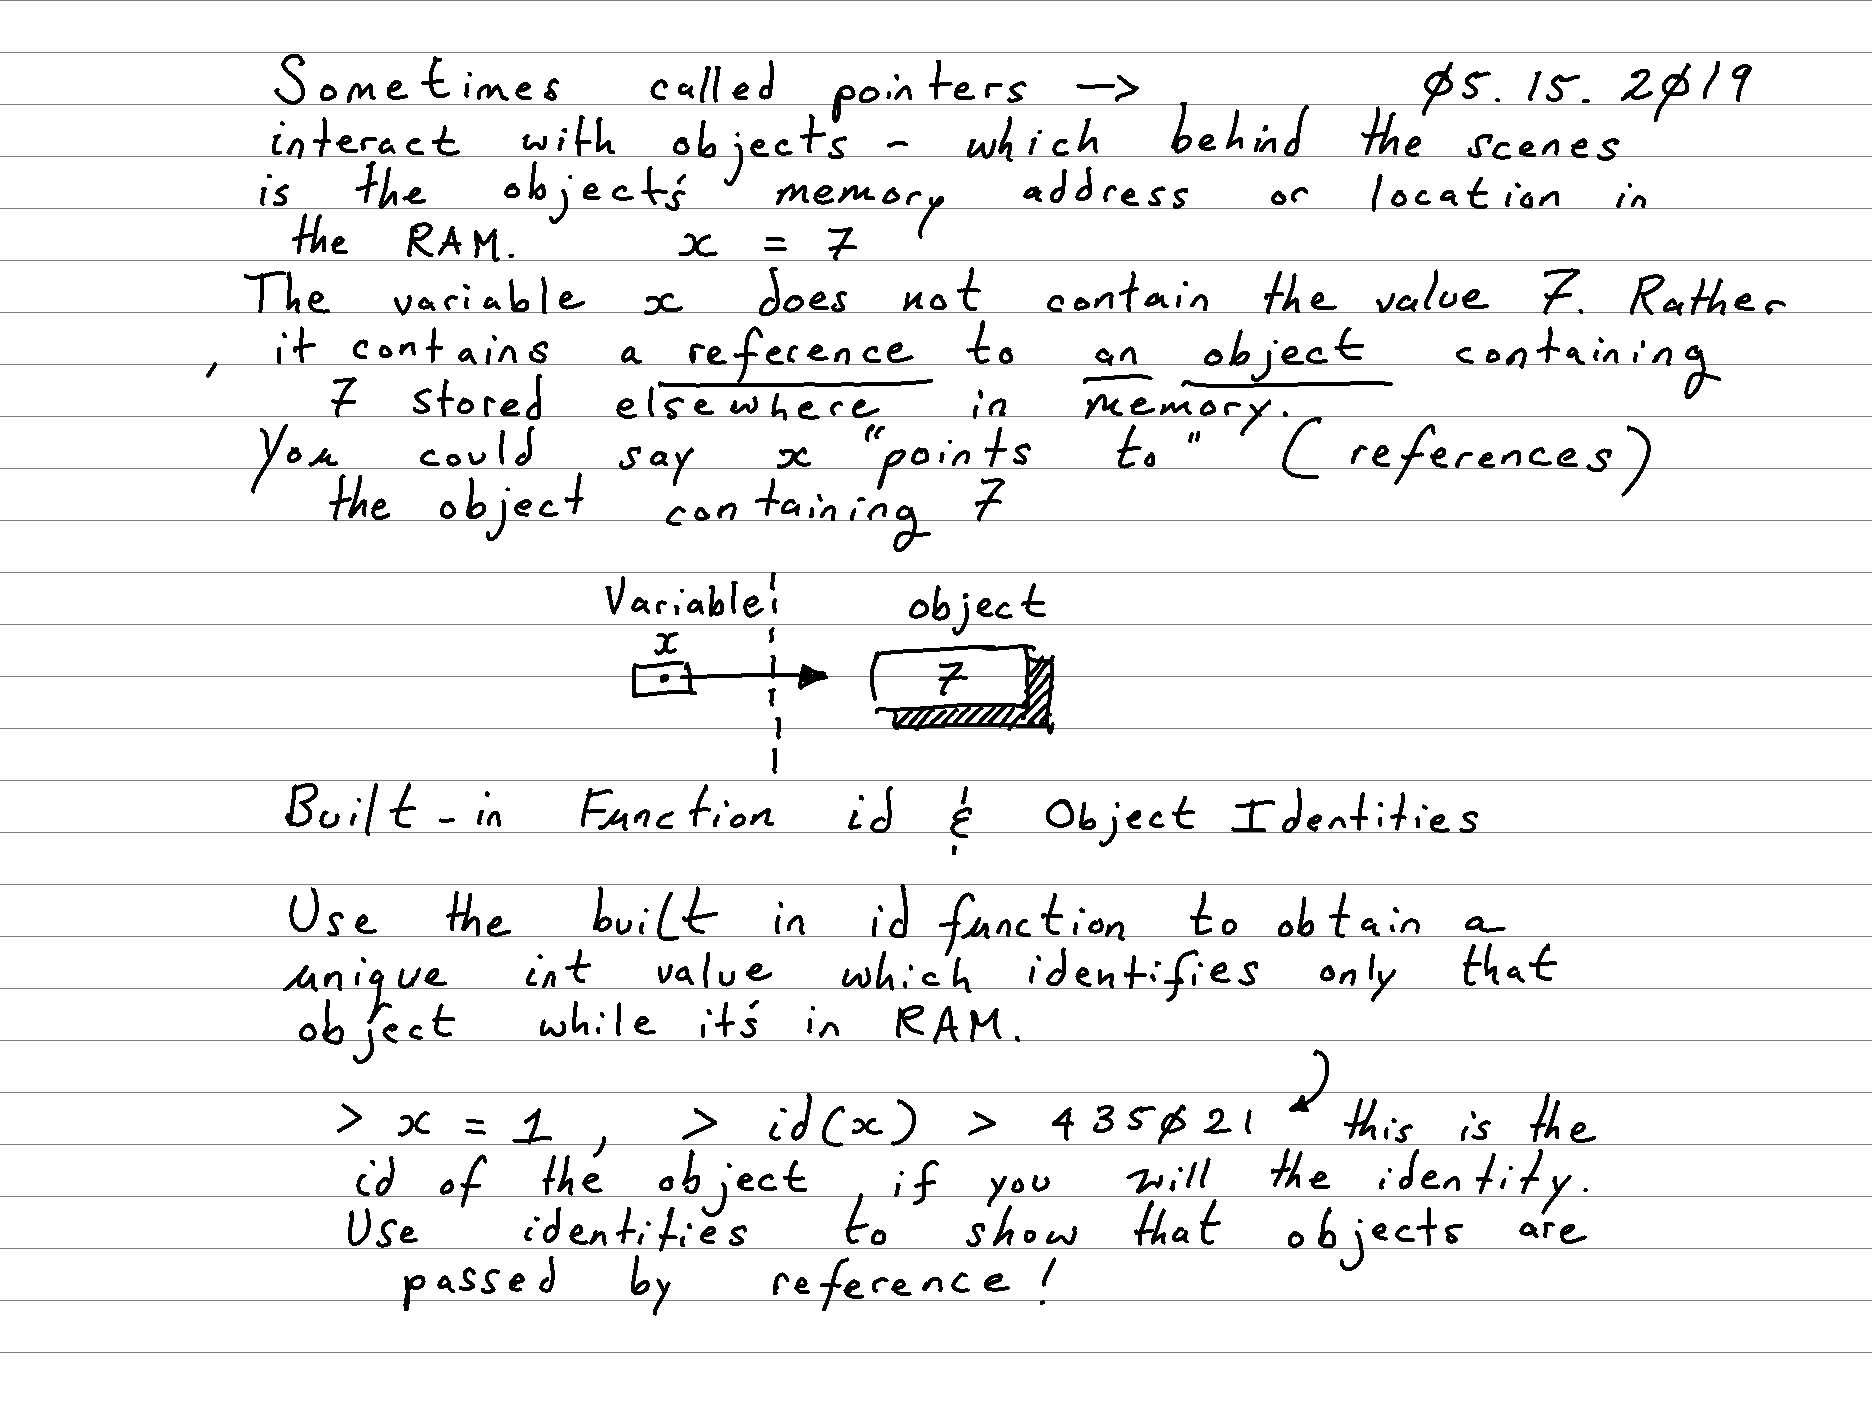 Sometimes called pointers → 05.15.2019
interact with objects - which behind the scenes
is the object's memory address or location in
the RAM. x = 7
The variable x does not contain the value 7. Rather
, it contains a reference to an object containing
7 stored elsewhere in memory.
You could say x "points to" (references)
the object containing 7
Variable object
x
7
Built-in Function id & Object Identities
Use the built in id function to obtain a
unique int value which identifies only that
object while it's in RAM.
> x = 1, > id(x) > 435021 this is the
id of the object, if you will the identity.
Use identities to show that objects are
passed by reference!